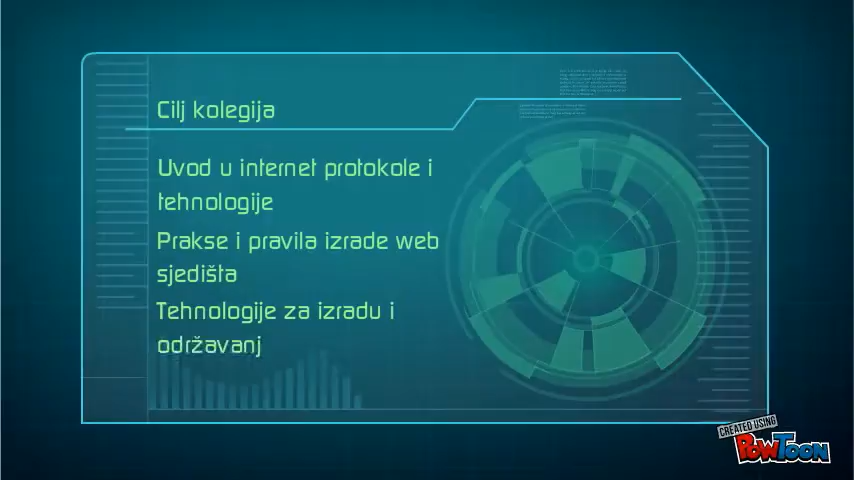 Cilj kolegija
Uvod u internet protokole i
tehnologije
Prakse i pravila izrade web
sjedišta
Tehnologije za izradu i
održavanj
CREATED USING
POWTOON